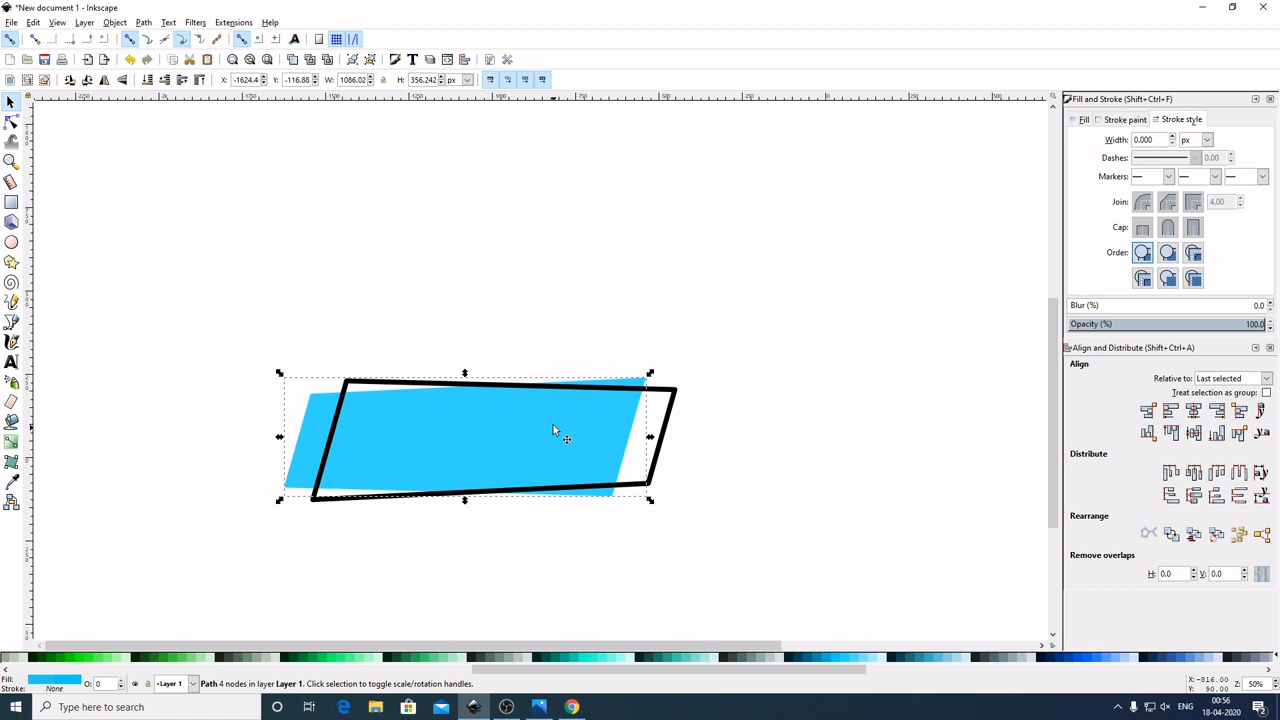 *New document 1 - Inkscape
File Edit View Layer Object Path Text Filters Extensions Help
X: -1624.4 Y: -116.88 W: 1086.02 H: 356.242 px
Fill and Stroke (Shift+Ctrl+F)
Fill Stroke paint Stroke style
Width: 0.000 px
Dashes: 0.00
Markers:
Join: 4.00
Cap:
Order:
Blur (%) 0.0
Opacity (%) 100.0
Align and Distribute (Shift+Ctrl+A)
Align
Relative to: Last selected
Treat selection as group:
Distribute
Rearrange
Remove overlaps
H: 0.0 V: 0.0
Fill:
Stroke: None
O: 0
Layer 1
Path 4 nodes in layer Layer 1. Click selection to toggle scale/rotation handles.
X: -816.00
Y: 90.00
Z: 50%
Type here to search
ENG
00:56
18-04-2020
2